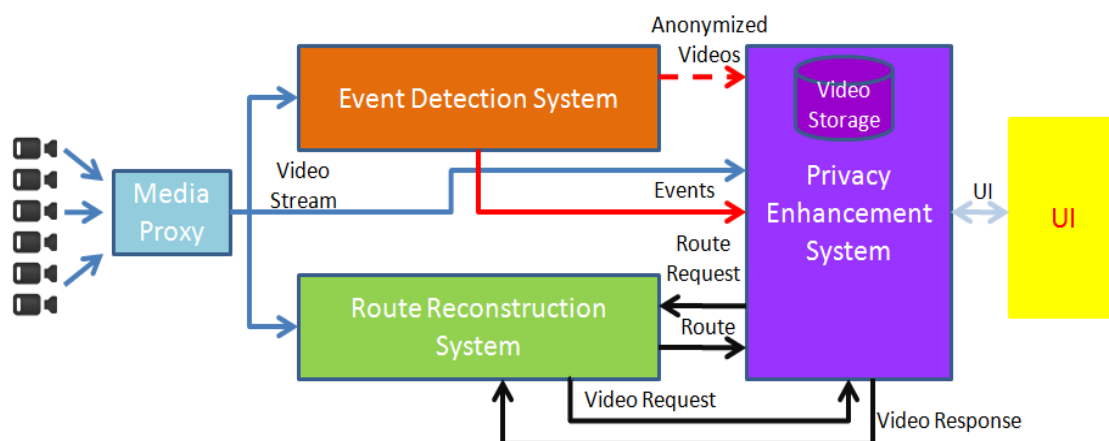 Anonymized
Videos
Event Detection System
Video
Storage
Media
Proxy
Video
Stream
Events
Privacy
Enhancement
System
UI
UI
Route
Request
Route Reconstruction
System
Route
Video Request
Video Response